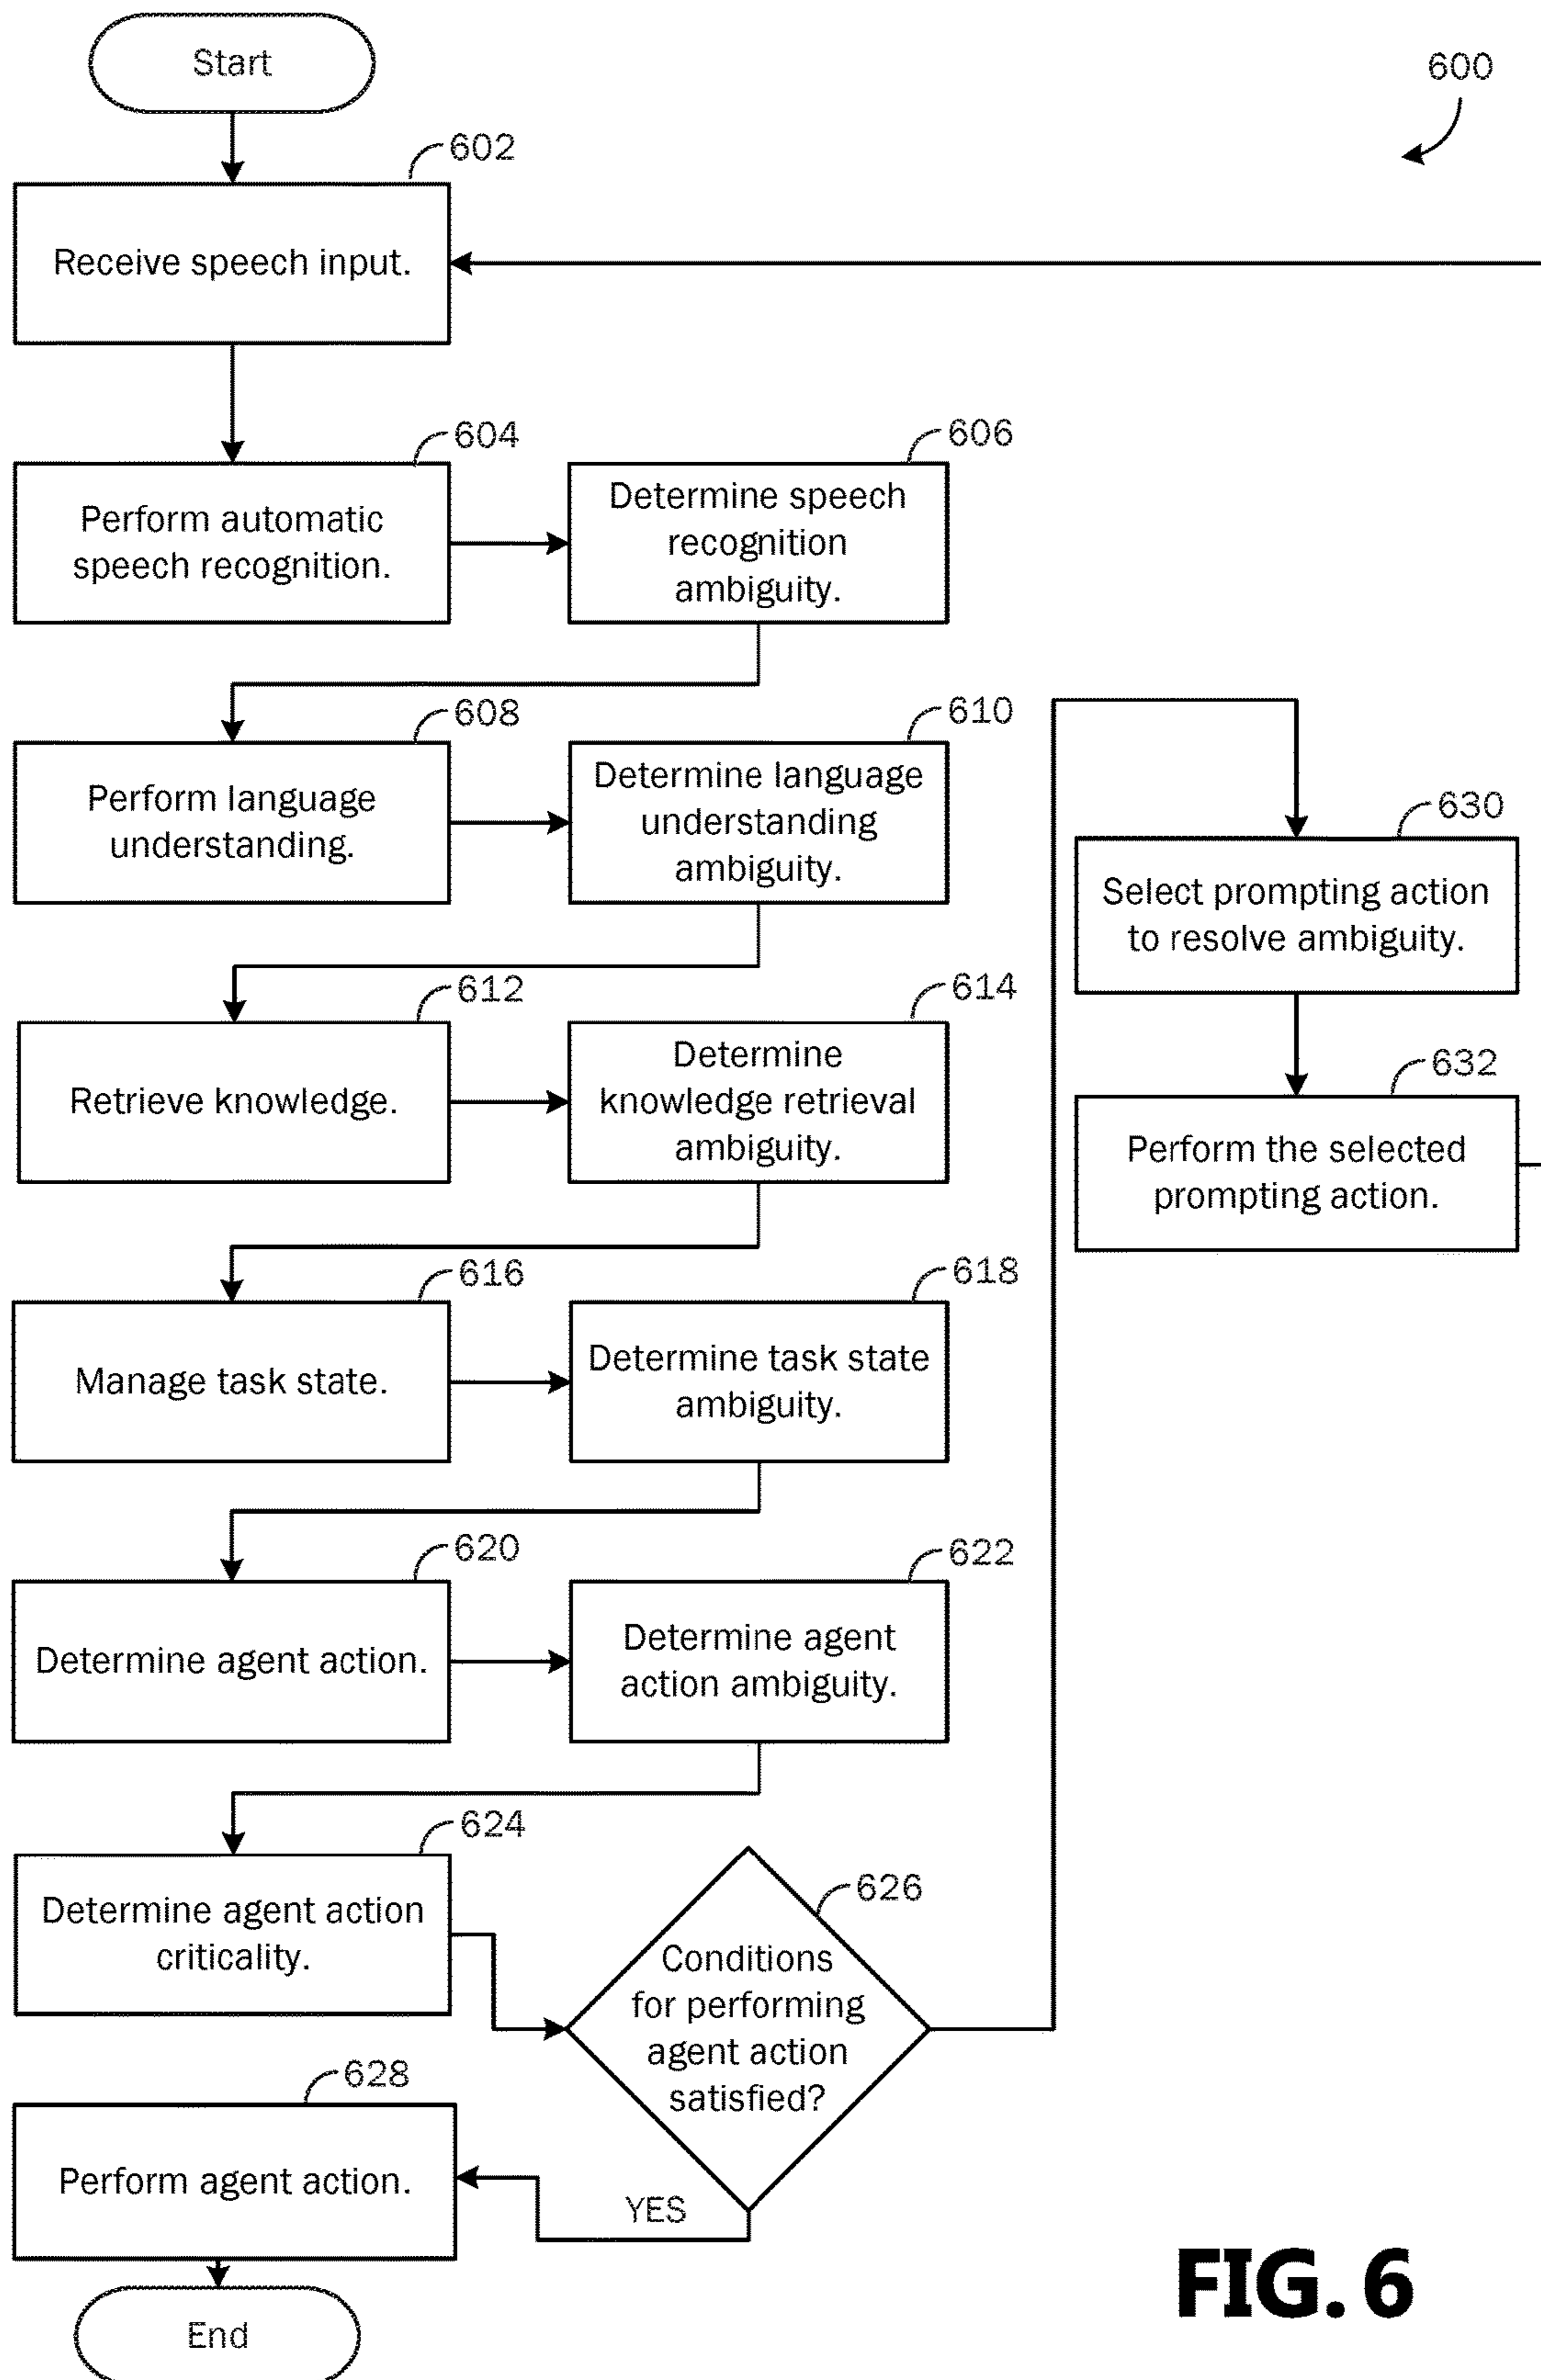 Start
600
602
Receive speech input.
604
Perform automatic
speech recognition.
606
Determine speech
recognition
ambiguity.
608
Perform language
understanding.
610
Determine language
understanding
ambiguity.
612
Retrieve knowledge.
614
Determine
knowledge retrieval
ambiguity.
616
Manage task state.
618
Determine task state
ambiguity.
620
Determine agent action.
622
Determine agent
action ambiguity.
624
Determine agent action
criticality.
626
Conditions
for performing
agent action
satisfied?
YES
628
Perform agent action.
End
630
Select prompting action
to resolve ambiguity.
632
Perform the selected
prompting action.
FIG. 6